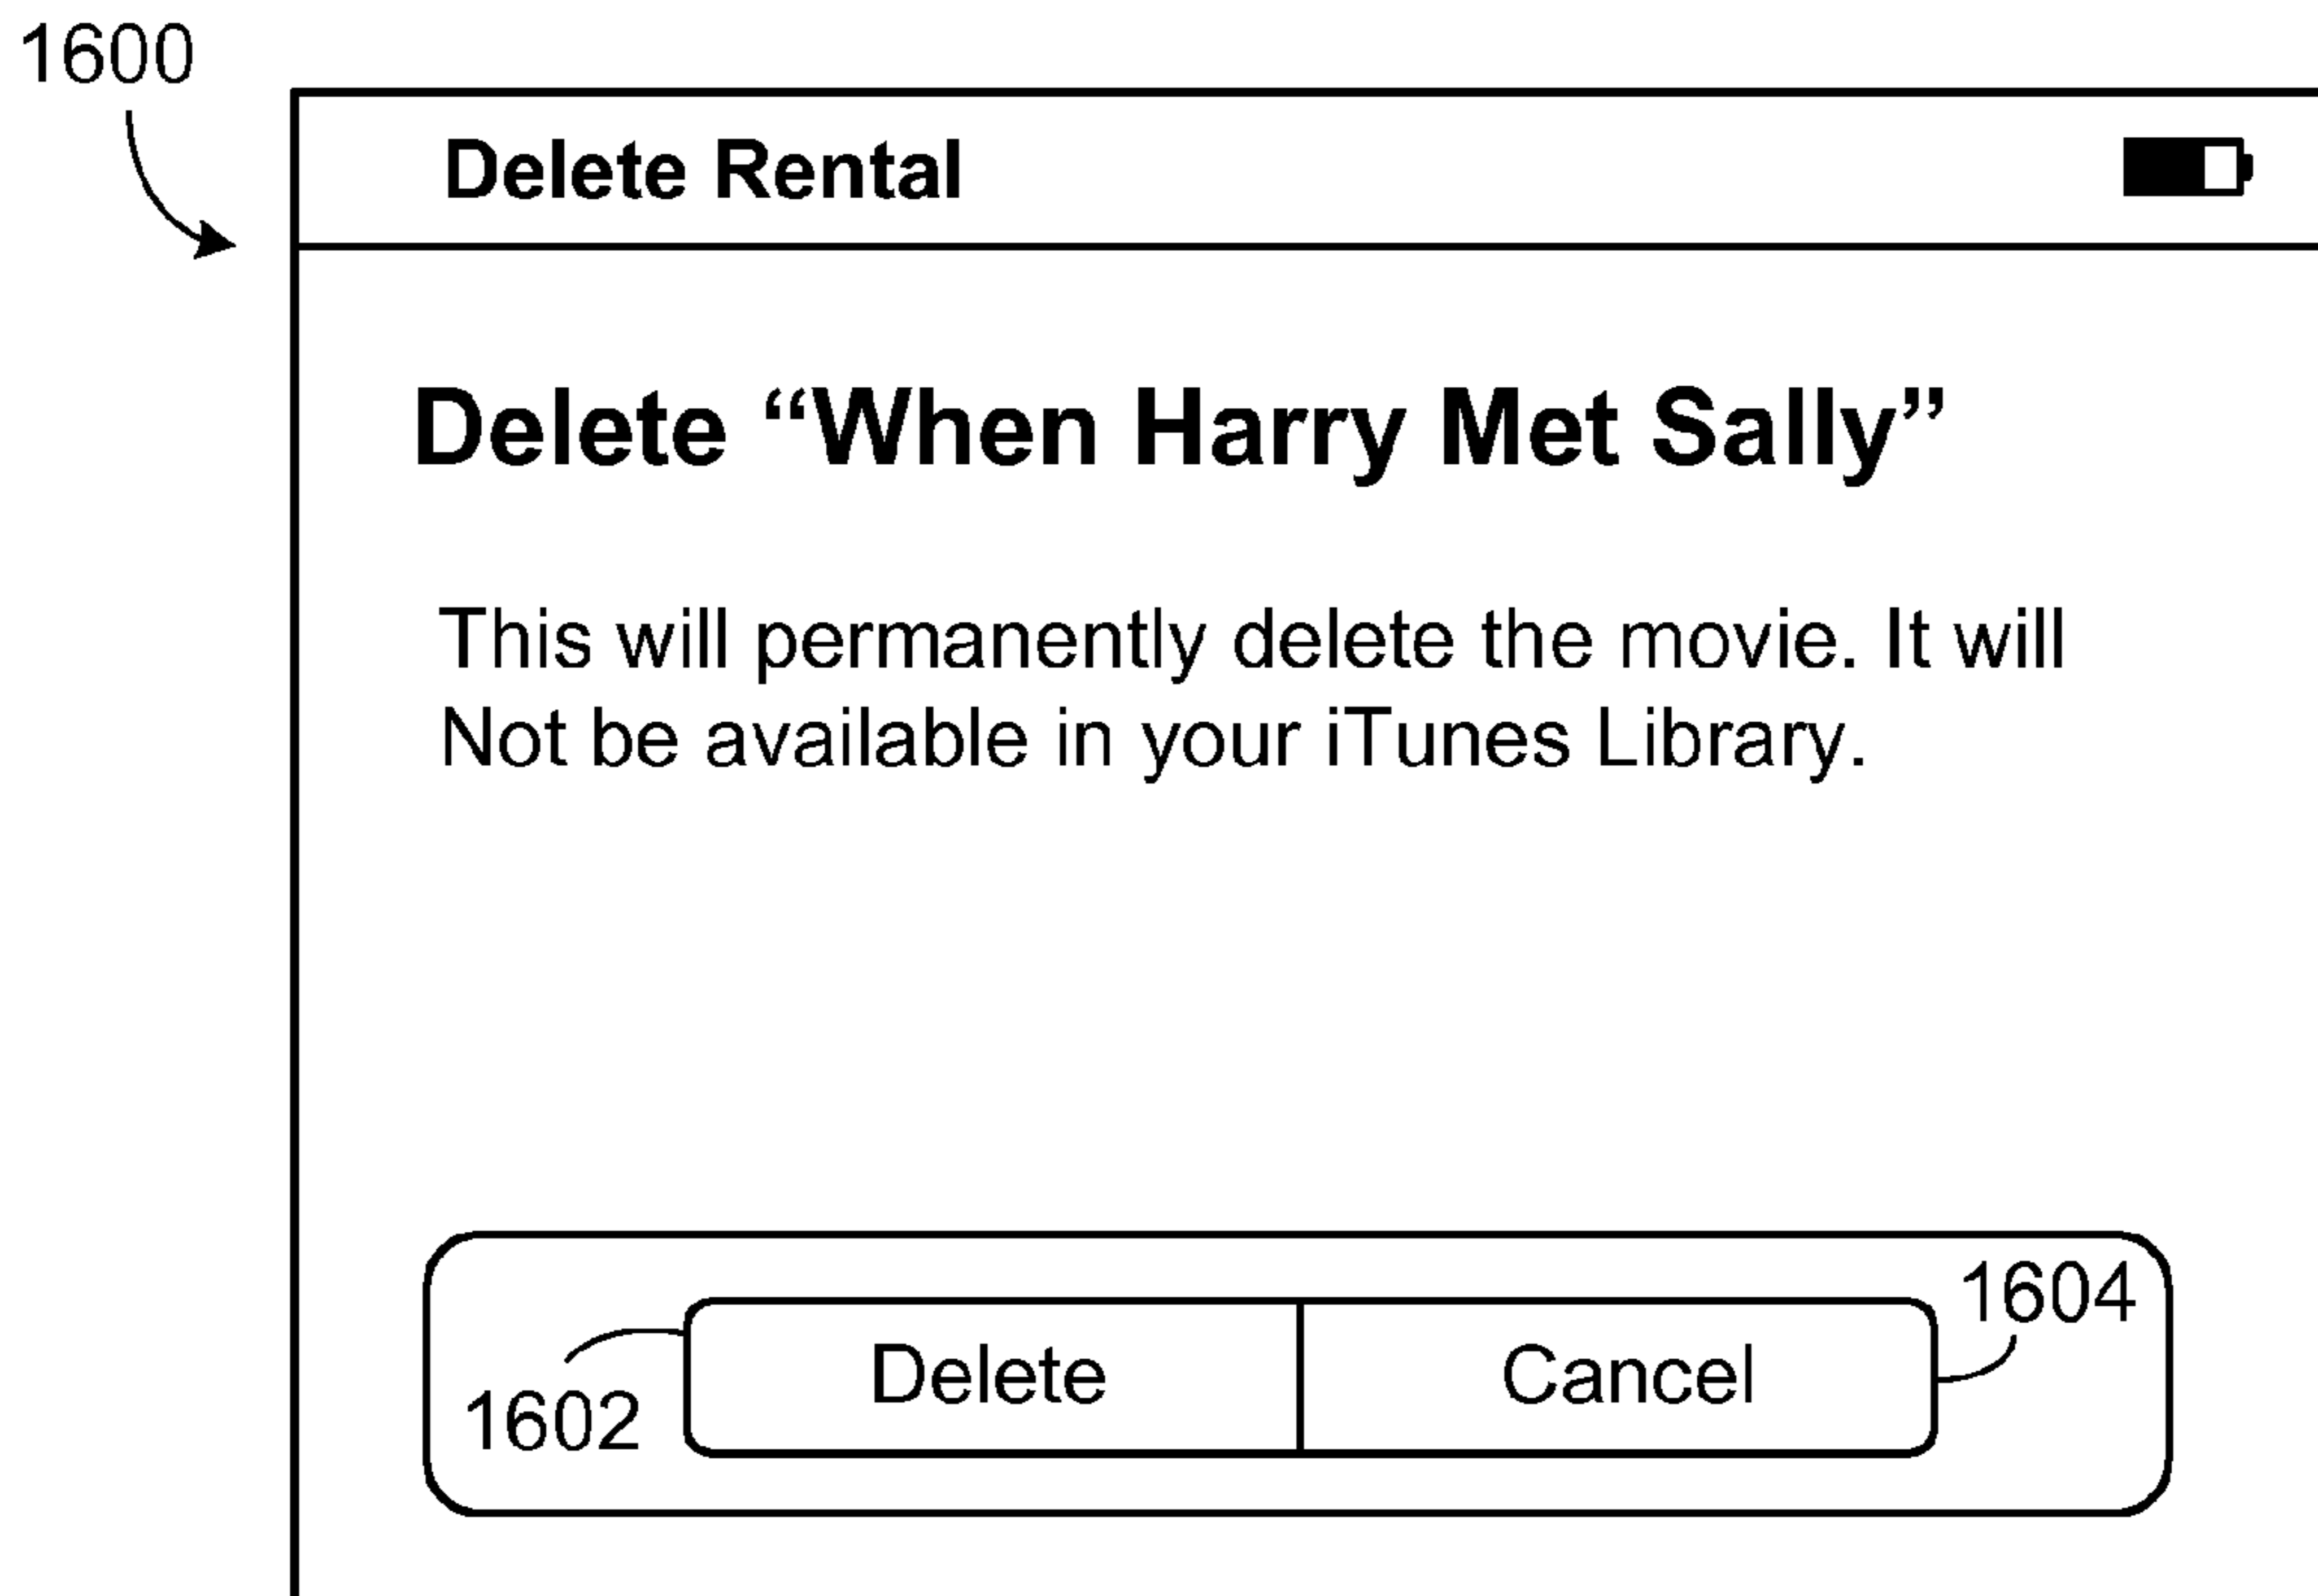 1600
Delete Rental
Delete “When Harry Met Sally”
This will permanently delete the movie. It will
Not be available in your iTunes Library.
1604
Delete Cancel
1602